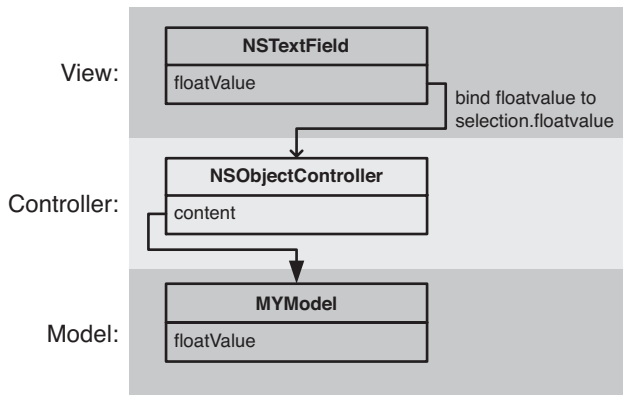 View:
NSTextField
floatValue
bind floatvalue to
selection.floatvalue
Controller:
NSObjectController
content
Model:
MYModel
floatValue